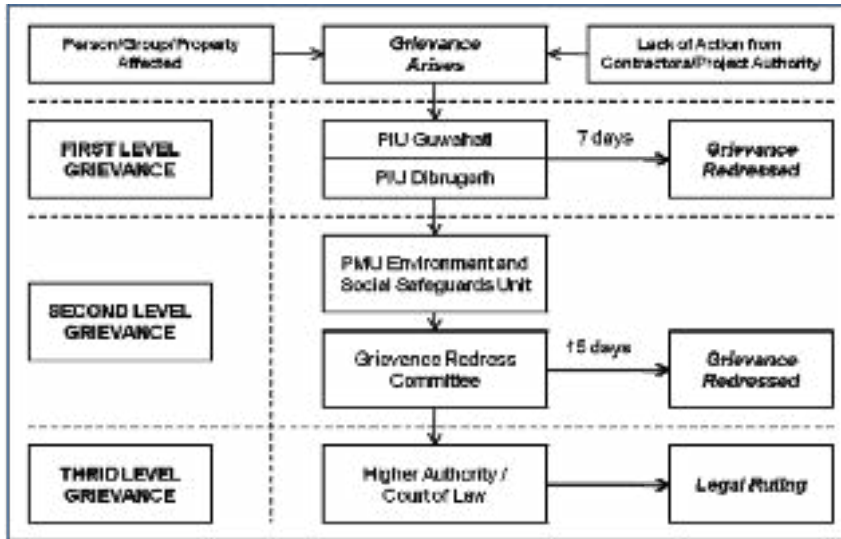 Person/Group/Property
Affected
Grievance
Arises
Lack of Action from
Contractors/Project Authority
FIRST LEVEL
GRIEVANCE
PIU Guwahati
PIU Dibrugarh
7 days
Grievance
Redressed
SECOND LEVEL
GRIEVANCE
PMU Environment and
Social Safeguards Unit
Grievance Redress
Committee
15 days
Grievance
Redressed
THRID LEVEL
GRIEVANCE
Higher Authority /
Court of Law
Legal Ruling